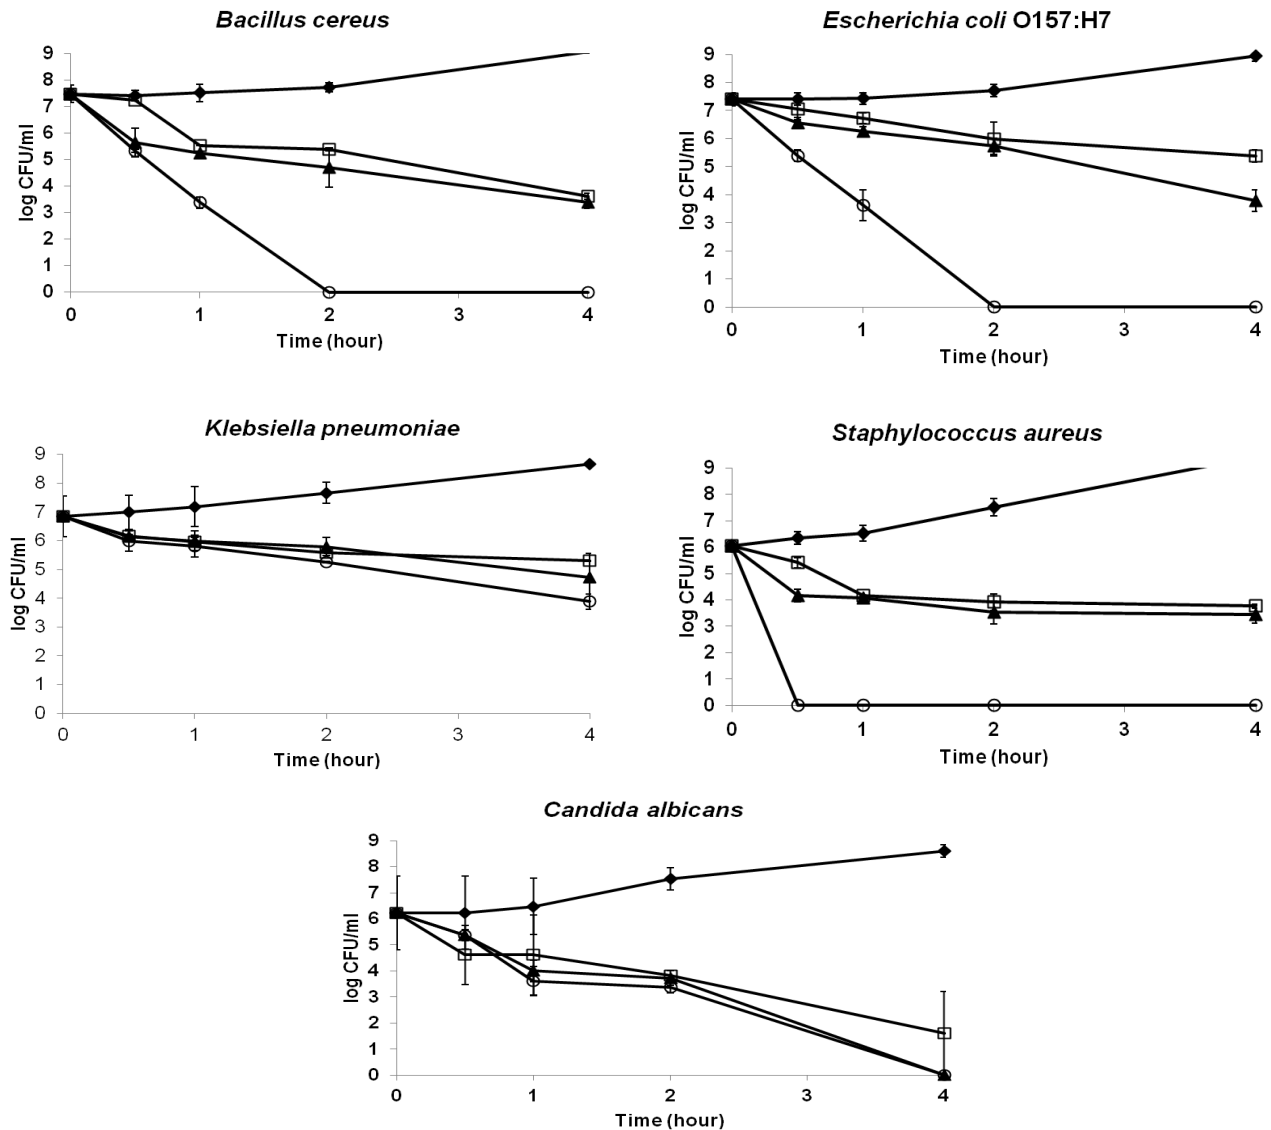 Bacillus cereus
9
8
7
6
5
4
3
2
1
0
log CFU/ml
0 1 2 3 4
Time (hour)
Escherichia coli O157:H7
9
8
7
6
5
4
3
2
1
0
log CFU/ml
0 1 2 3 4
Time (hour)
Klebsiella pneumoniae
9
8
7
6
5
4
3
2
1
0
log CFU/ml
0 1 2 3 4
Time (hour)
Staphylococcus aureus
9
8
7
6
5
4
3
2
1
0
log CFU/ml
0 1 2 3 4
Time (hour)
Candida albicans
9
8
7
6
5
4
3
2
1
0
log CFU/ml
0 1 2 3 4
Time (hour)